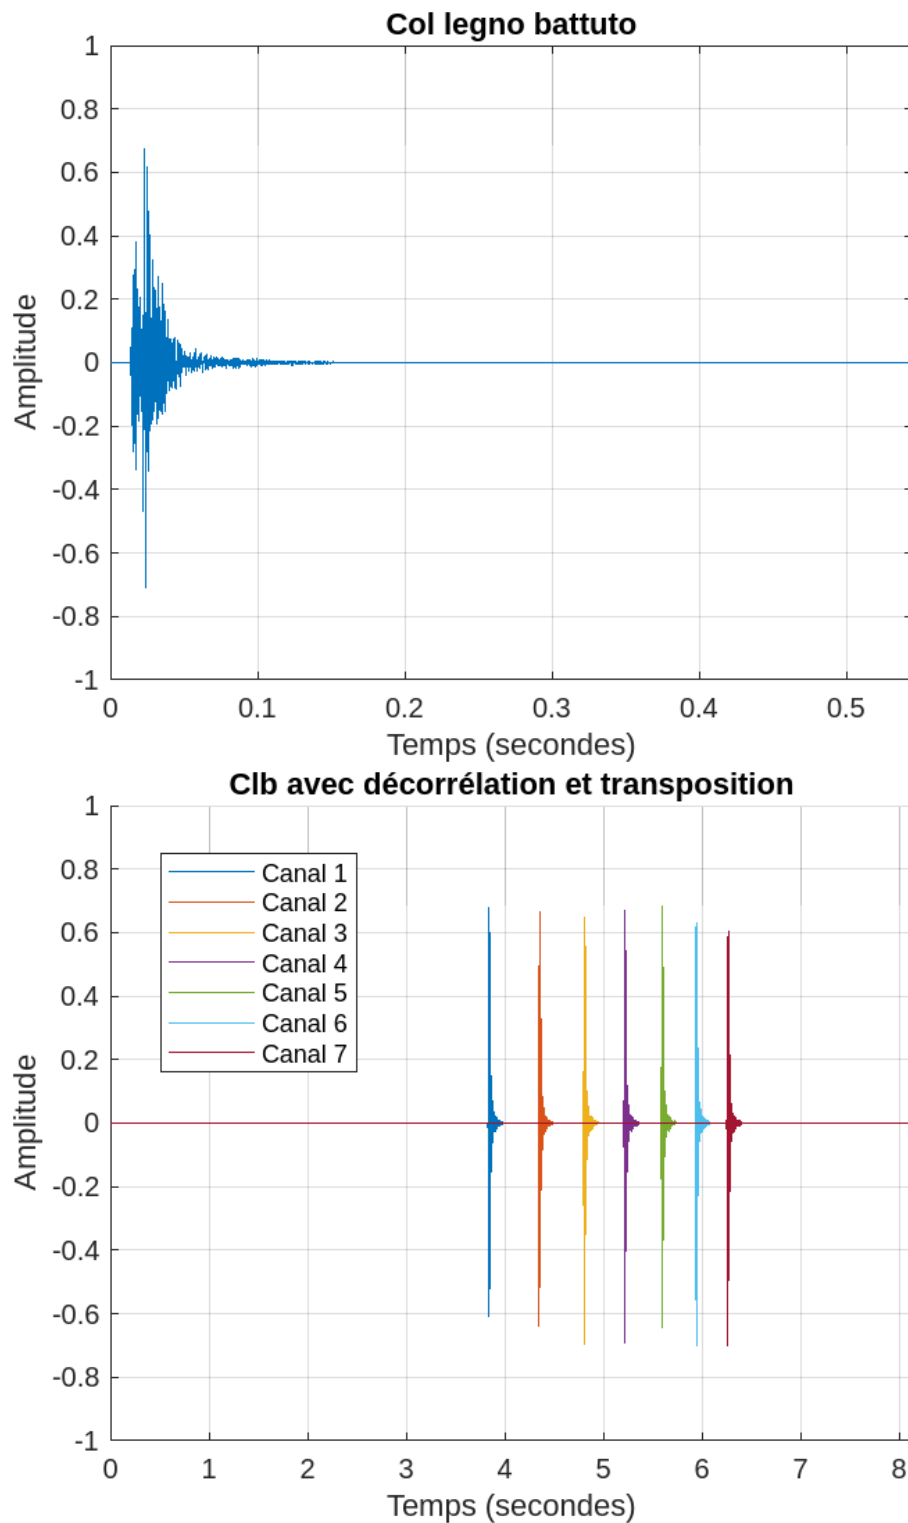 Col legno battuto
1
0.8
0.6
0.4
0.2
0
-0.2
-0.4
-0.6
-0.8
-1
Amplitude
0 0.1 0.2 0.3 0.4 0.5
Temps (secondes)
Clb avec décorrélation et transposition
1
0.8
0.6
0.4
0.2
0
-0.2
-0.4
-0.6
-0.8
-1
Amplitude
Canal 1
Canal 2
Canal 3
Canal 4
Canal 5
Canal 6
Canal 7
0 1 2 3 4 5 6 7 8
Temps (secondes)